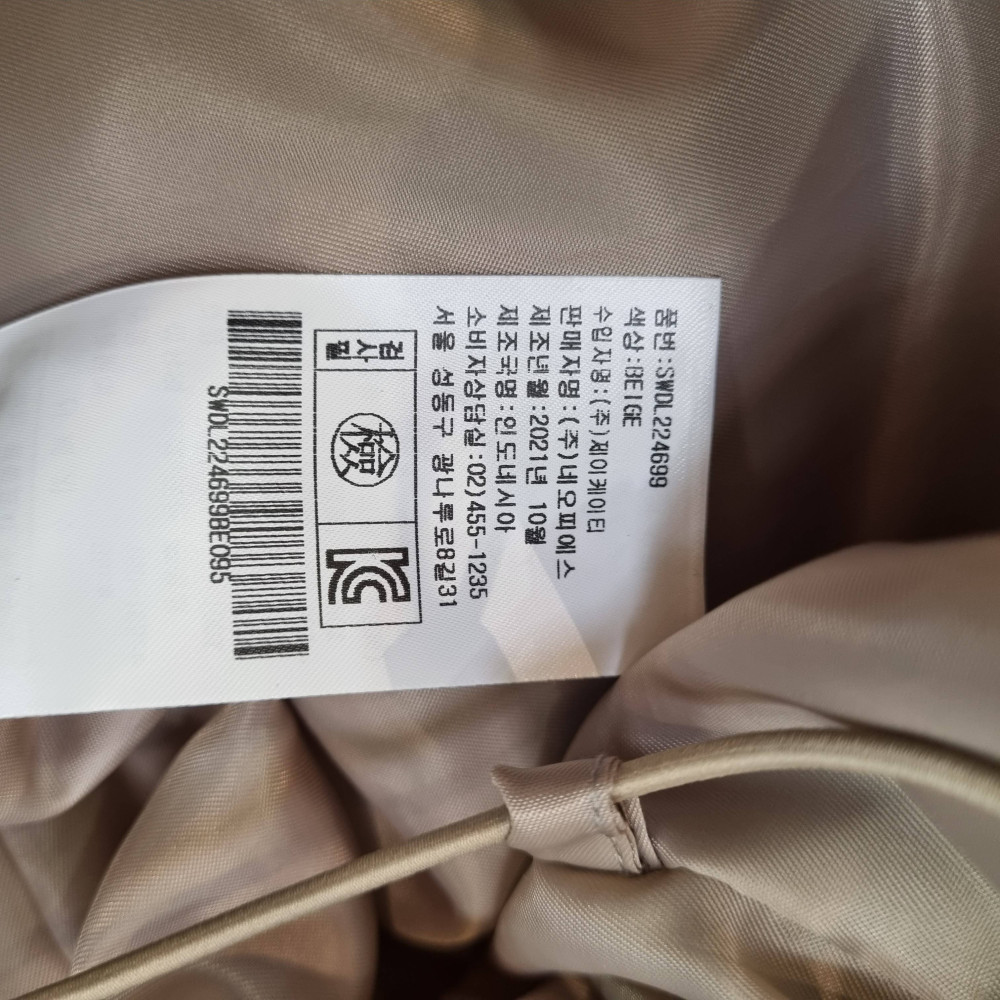 품번:SWDL224699
색상:BEIGE
수입자명:(주)제이케이티
판매자명:(주)네오피에스
제조년월:2021년 10월
제조국명:인도네시아
소비자상담실:02)455-1235
서울 성동구 광나루로8길31
검사필
檢
KC
SWDL224699BE095